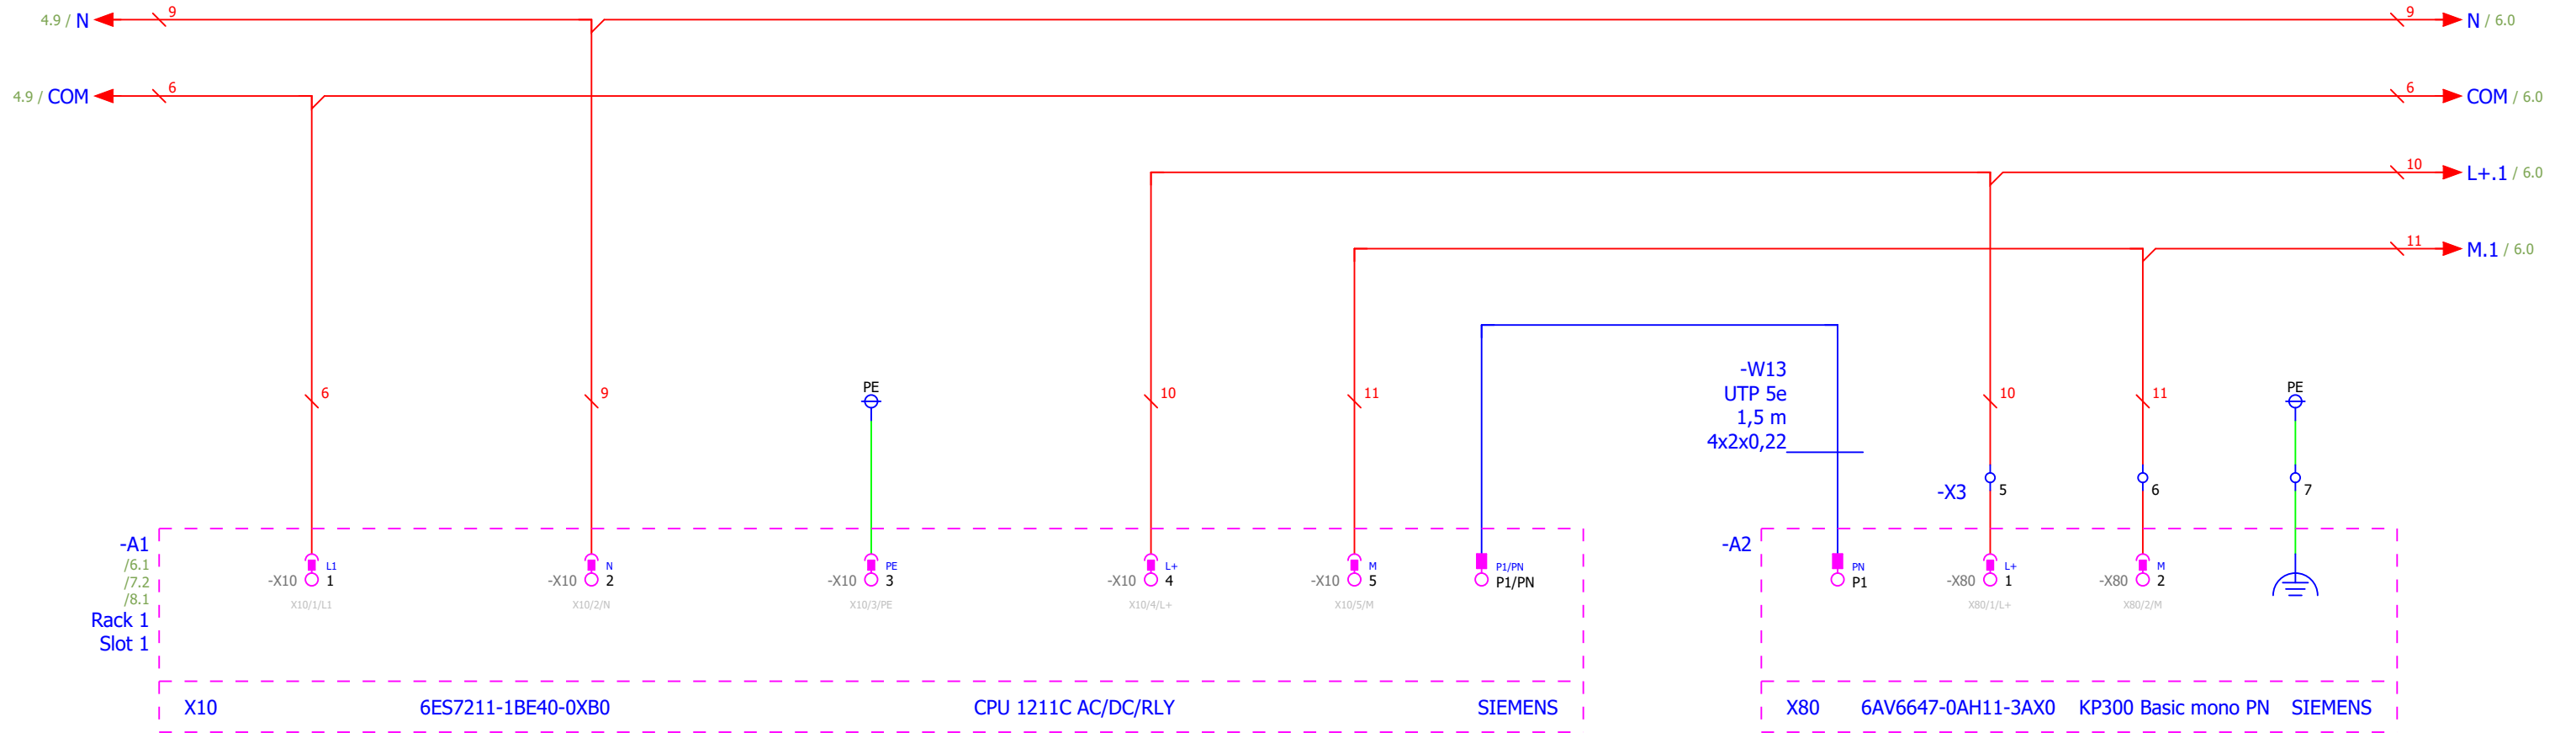 4.9 / N
9
9
N / 6.0
4.9 / COM
6
6
COM / 6.0
10
L+.1 / 6.0
11
M.1 / 6.0
6
9
PE
10
11
-W13
UTP 5e
1,5 m
4x2x0,22
10
11
PE
-X3
5
6
7
-A1
/6.1
/7.2
/8.1
Rack 1
Slot 1
-X10
L1
1
X10/1/L1
-X10
N
2
X10/2/N
-X10
PE
3
X10/3/PE
-X10
L+
4
X10/4/L+
-X10
M
5
X10/5/M
P1/PN
P1/PN
-A2
PN
P1
-X80
L+
1
X80/1/L+
-X80
M
2
X80/2/M
X10 6ES7211-1BE40-0XB0 CPU 1211C AC/DC/RLY SIEMENS
X80 6AV6647-0AH11-3AX0 KP300 Basic mono PN SIEMENS